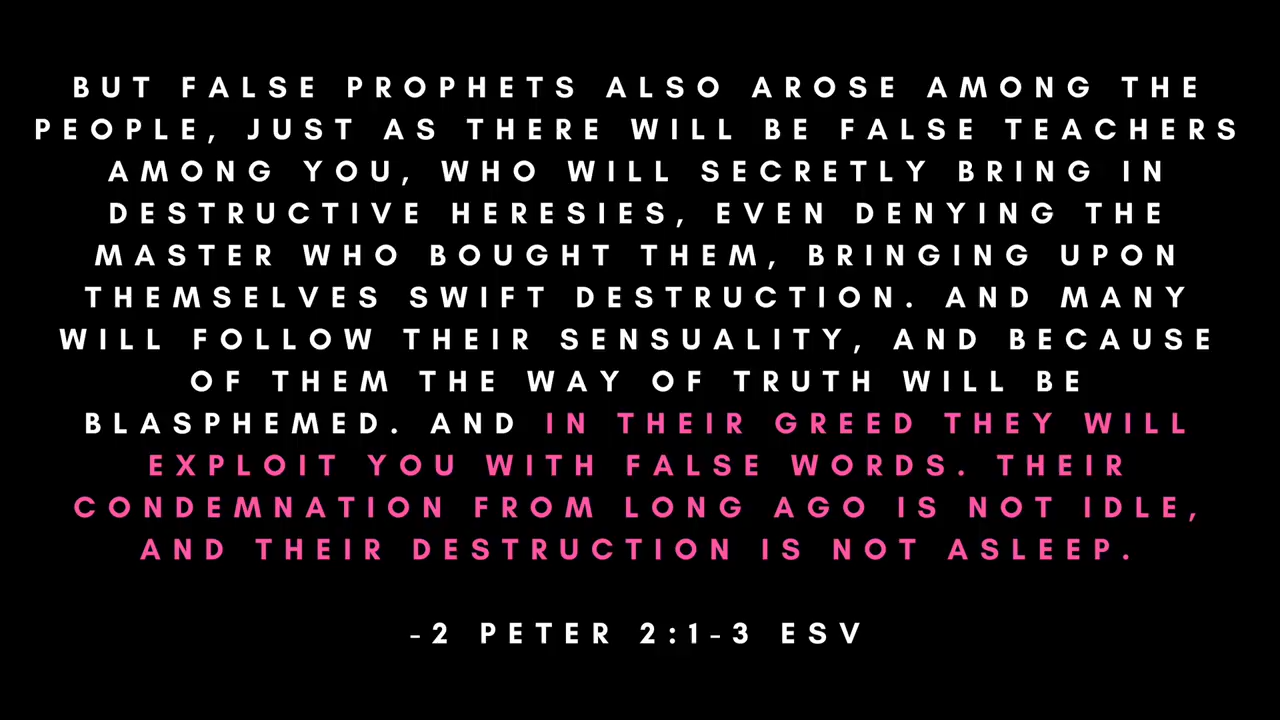 BUT FALSE PROPHETS ALSO AROSE AMONG THE
PEOPLE, JUST AS THERE WILL BE FALSE TEACHERS
AMONG YOU, WHO WILL SECRETLY BRING IN
DESTRUCTIVE HERESIES, EVEN DENYING THE
MASTER WHO BOUGHT THEM, BRINGING UPON
THEMSELVES SWIFT DESTRUCTION. AND MANY
WILL FOLLOW THEIR SENSUALITY, AND BECAUSE
OF THEM THE WAY OF TRUTH WILL BE
BLASPHEMED. AND IN THEIR GREED THEY WILL
EXPLOIT YOU WITH FALSE WORDS. THEIR
CONDEMNATION FROM LONG AGO IS NOT IDLE,
AND THEIR DESTRUCTION IS NOT ASLEEP.
-2 PETER 2:1-3 ESV